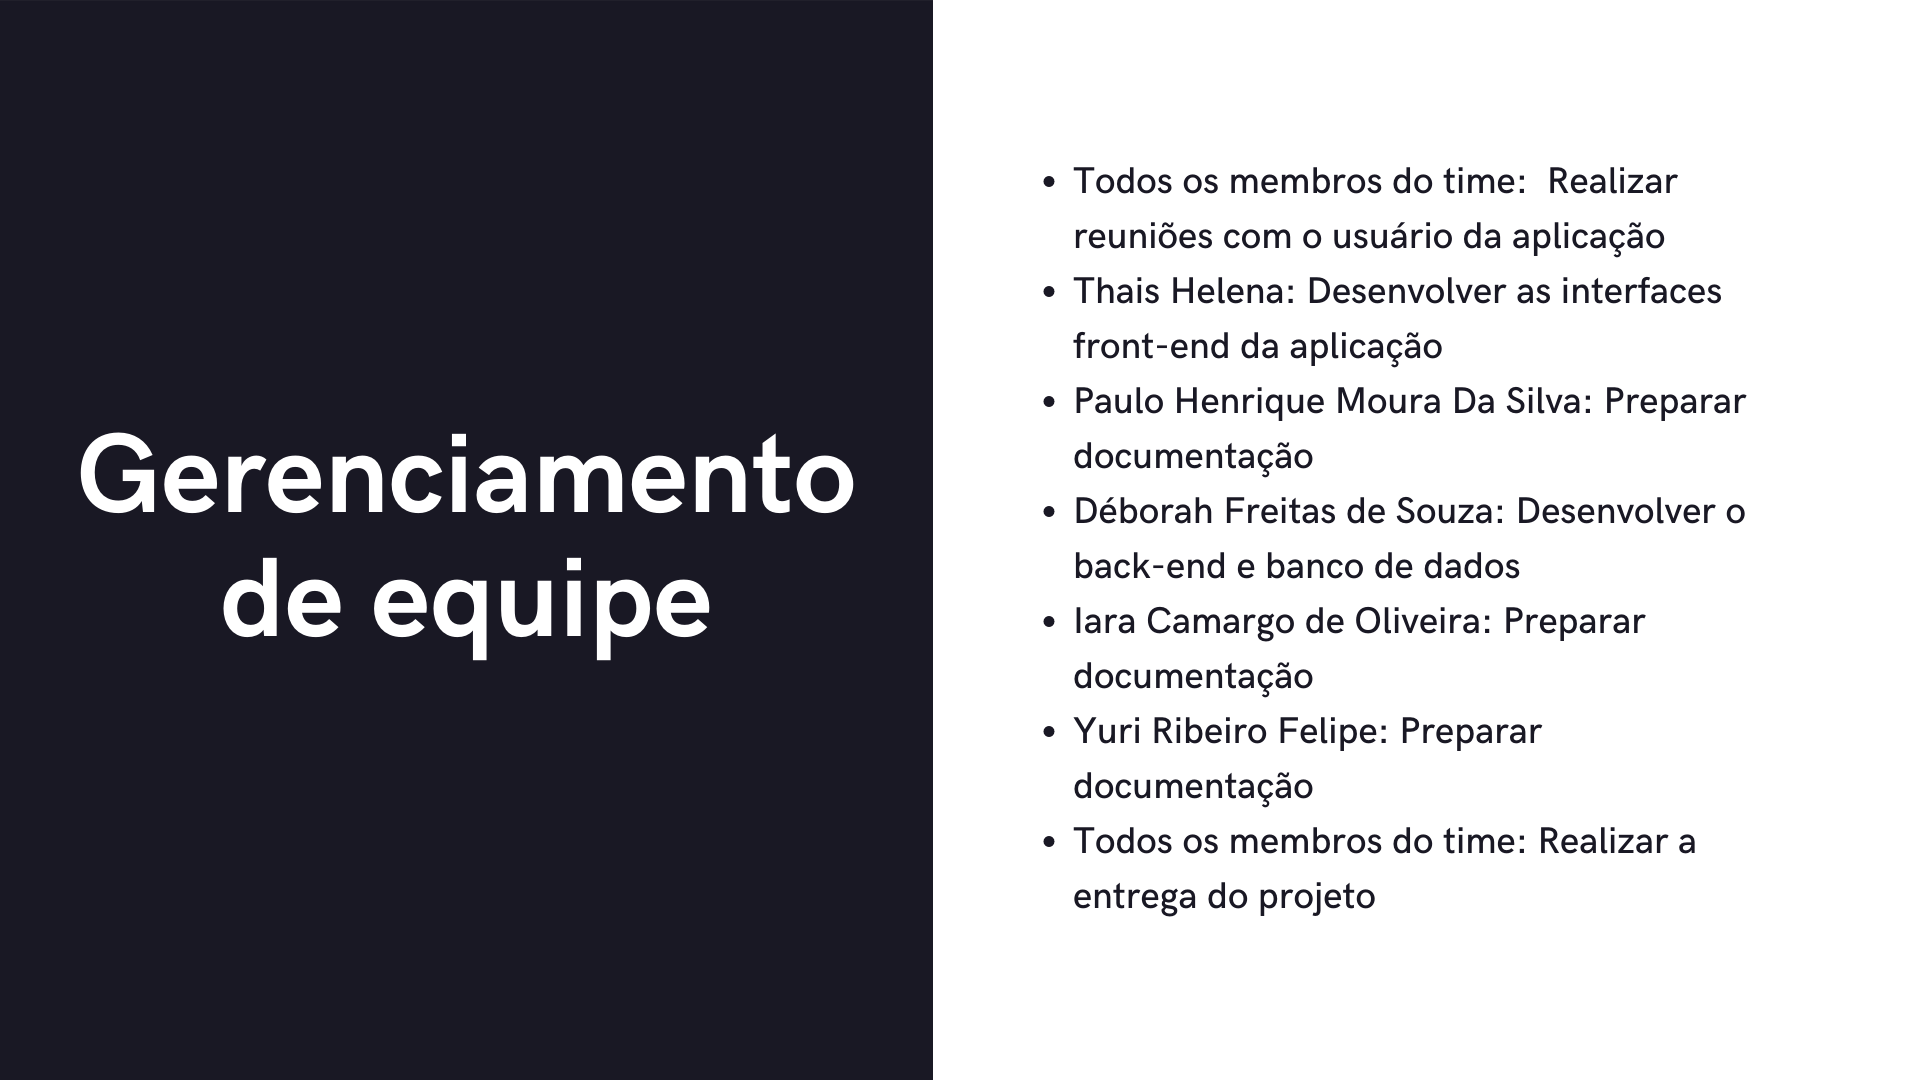 Gerenciamento
de equipe
• Todos os membros do time:  Realizar
reuniões com o usuário da aplicação
• Thais Helena: Desenvolver as interfaces
front-end da aplicação
• Paulo Henrique Moura Da Silva: Preparar
documentação
• Déborah Freitas de Souza: Desenvolver o
back-end e banco de dados
• Iara Camargo de Oliveira: Preparar
documentação
• Yuri Ribeiro Felipe: Preparar
documentação
• Todos os membros do time: Realizar a
entrega do projeto